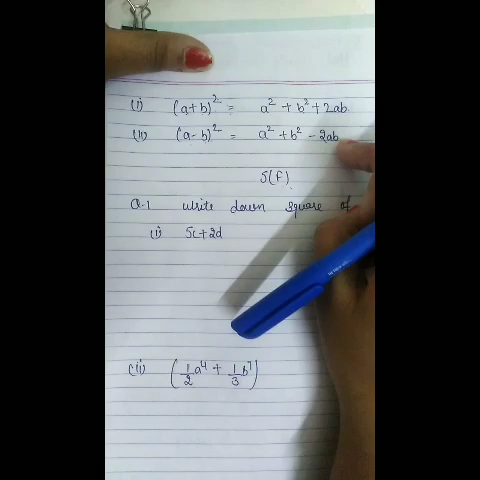 (i) (a+b)² = a² + b² + 2ab
(ii) (a-b)² = a² + b² - 2ab
5(F).
Q.1 Write down square of
(i) 5c+2d
(ii) (1/2 a⁴ + 1/3 b⁷)